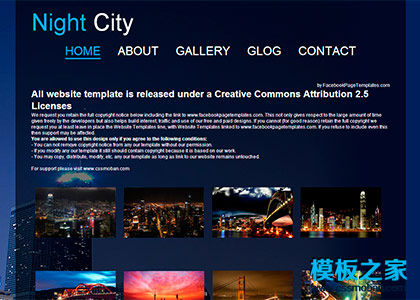 Night City
HOME ABOUT GALLERY GLOG CONTACT
by FacebookPageTemplates.com
All website template is released under a Creative Commons Attribution 2.5
Licenses
We request you retain the full copyright notice below including the link to www.facebookpagetemplates.com. This not only gives respect to the large amount of time
given freely by the developers but also helps build interest, traffic and use of our free and paid designs. If you cannot (for good reason) retain the full copyright we
request you at least leave in place the Website Templates line, with Website Templates linked to www.facebookpagetemplates.com. If you refuse to include even this
then support may be affected.
You are allowed to use this design only if you agree to the following conditions:
- You can not remove copyright notice from any our template without our permission.
- If you modify any our template it still should contain copyright because it is based on our work.
- You may copy, distribute, modify, etc. any our template as long as link to our website remains untouched.
For support please visit www.cssmoban.com
模板之家
www.cssmoban.com